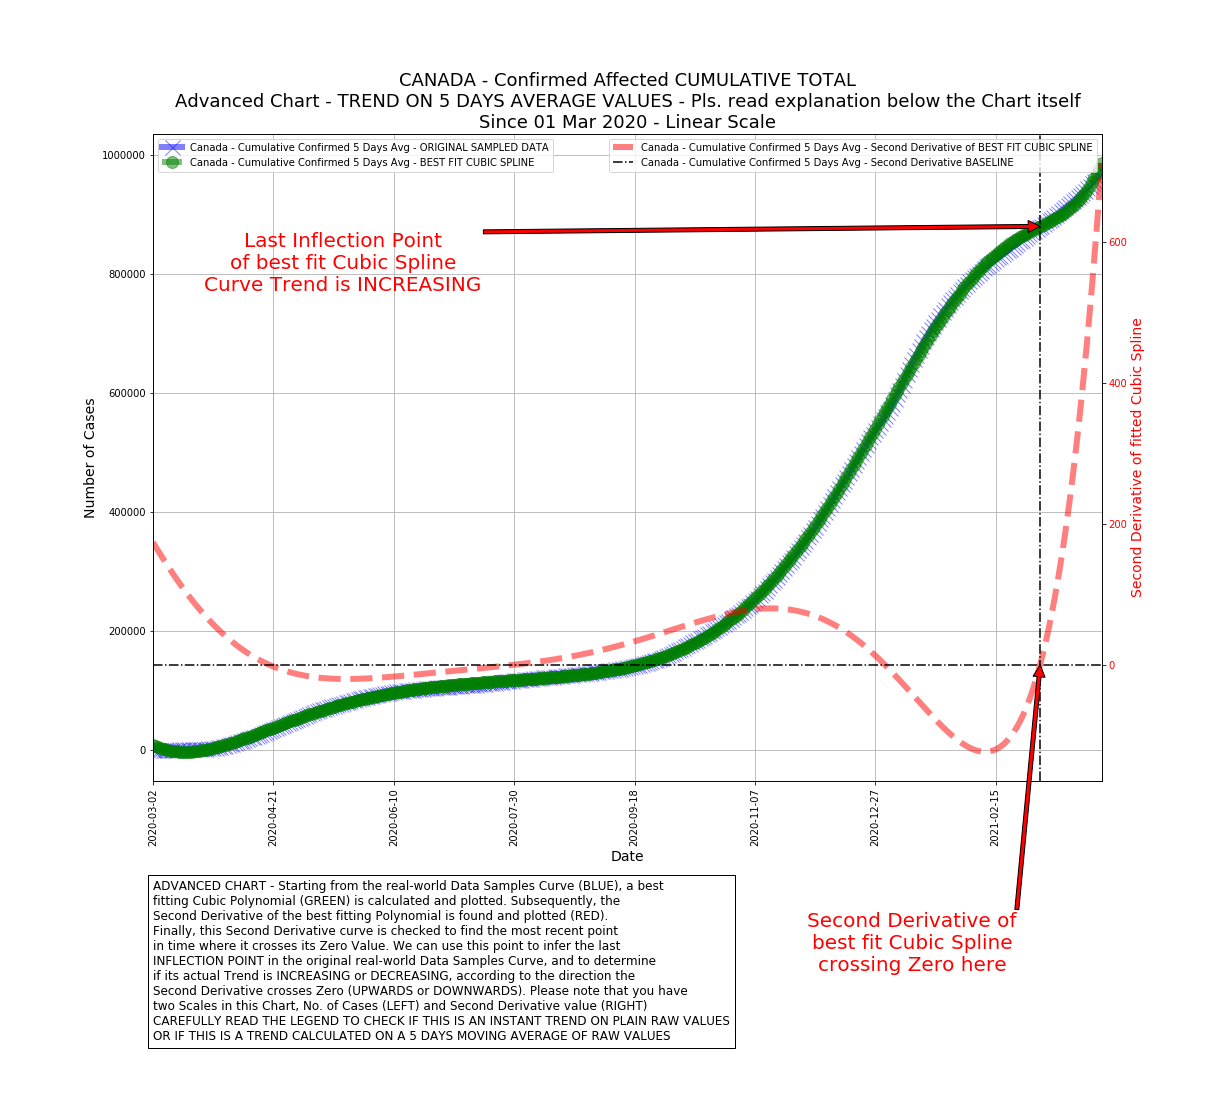 CANADA - Confirmed Affected CUMULATIVE TOTAL
Advanced Chart - TREND ON 5 DAYS AVERAGE VALUES - Pls. read explanation below the Chart itself
Since 01 Mar 2020 - Linear Scale
Canada - Cumulative Confirmed 5 Days Avg - ORIGINAL SAMPLED DATA
Canada - Cumulative Confirmed 5 Days Avg - BEST FIT CUBIC SPLINE
Canada - Cumulative Confirmed 5 Days Avg - Second Derivative of BEST FIT CUBIC SPLINE
Canada - Cumulative Confirmed 5 Days Avg - Second Derivative BASELINE
Last Inflection Point
of best fit Cubic Spline
Curve Trend is INCREASING
Number of Cases
1000000
800000
600000
400000
200000
0
600
400
200
0
Second Derivative of fitted Cubic Spline
2020-03-02
2020-04-21
2020-06-10
2020-07-30
2020-09-18
2020-11-07
2020-12-27
2021-02-15
Date
ADVANCED CHART - Starting from the real-world Data Samples Curve (BLUE), a best
fitting Cubic Polynomial (GREEN) is calculated and plotted. Subsequently, the
Second Derivative of the best fitting Polynomial is found and plotted (RED).
Finally, this Second Derivative curve is checked to find the most recent point
in time where it crosses its Zero Value. We can use this point to infer the last
INFLECTION POINT in the original real-world Data Samples Curve, and to determine
if its actual Trend is INCREASING or DECREASING, according to the direction the
Second Derivative crosses Zero (UPWARDS or DOWNWARDS). Please note that you have
two Scales in this Chart, No. of Cases (LEFT) and Second Derivative value (RIGHT)
CAREFULLY READ THE LEGEND TO CHECK IF THIS IS AN INSTANT TREND ON PLAIN RAW VALUES
OR IF THIS IS A TREND CALCULATED ON A 5 DAYS MOVING AVERAGE OF RAW VALUES
Second Derivative of
best fit Cubic Spline
crossing Zero here